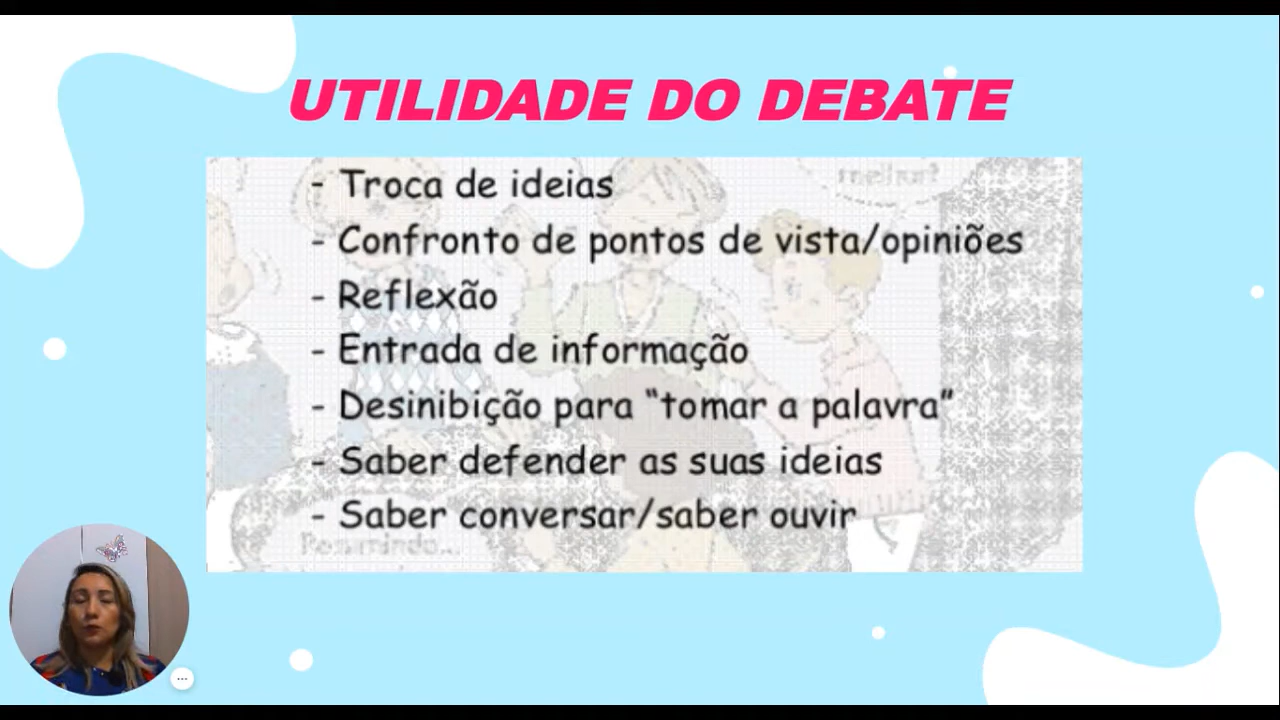 UTILIDADE DO DEBATE
melhor?
- Troca de ideias
- Confronto de pontos de vista/opiniões
- Reflexão
- Entrada de informação
- Desinibição para “tomar a palavra”
- Saber defender as suas ideias
- Saber conversar/saber ouvir